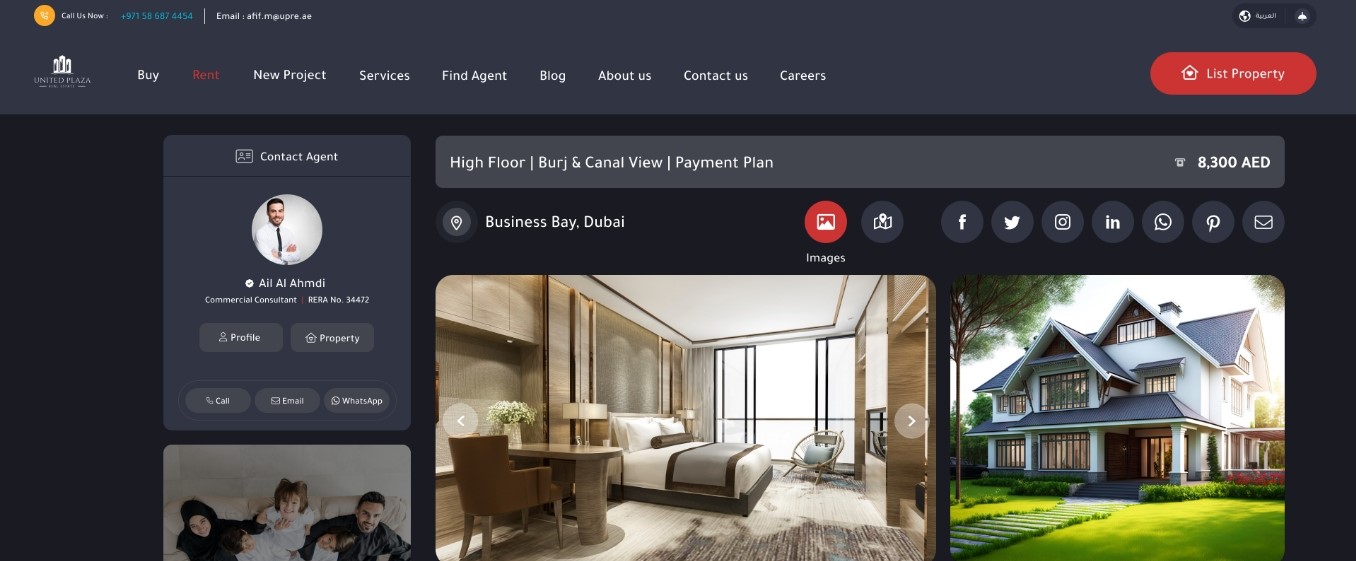 Call Us Now : +971 58 687 4454 Email : afif.m@upre.ae العربية
UNITED PLAZA
REAL ESTATE
Buy Rent New Project Services Find Agent Blog About us Contact us Careers List Property
Contact Agent
Ail Al Ahmdi
Commercial Consultant | RERA No. 34472
Profile Property
Call Email WhatsApp
High Floor | Burj & Canal View | Payment Plan 8,300 AED
Business Bay, Dubai
Images